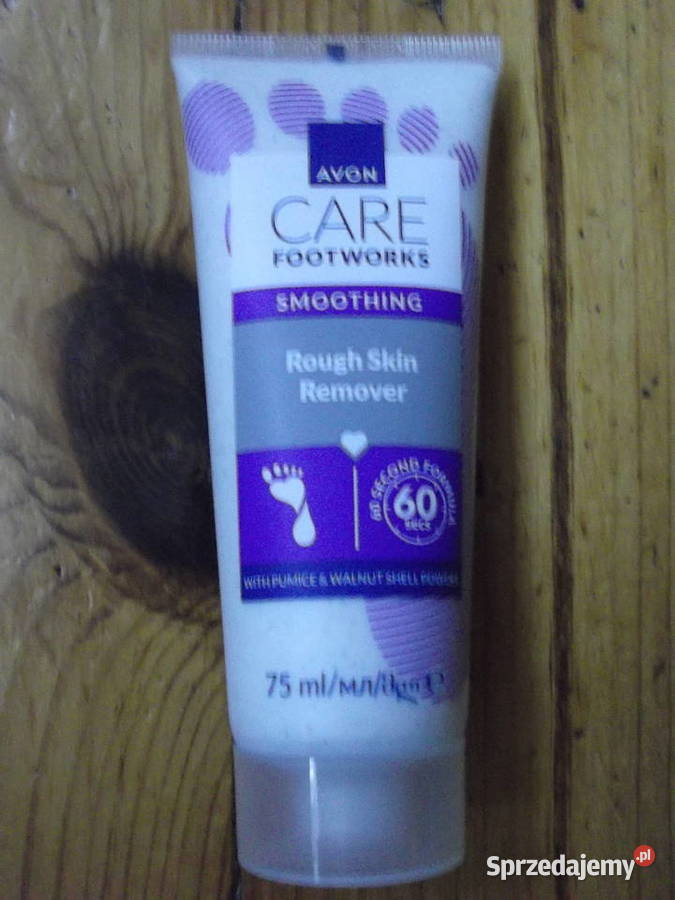 AVON
CARE
FOOTWORKS
SMOOTHING
Rough Skin
Remover
60 SECOND FORMULA
60
SECS
WITH PUMICE & WALNUT SHELL POWDER
75 ml/мл/
Sprzedajemy.pl